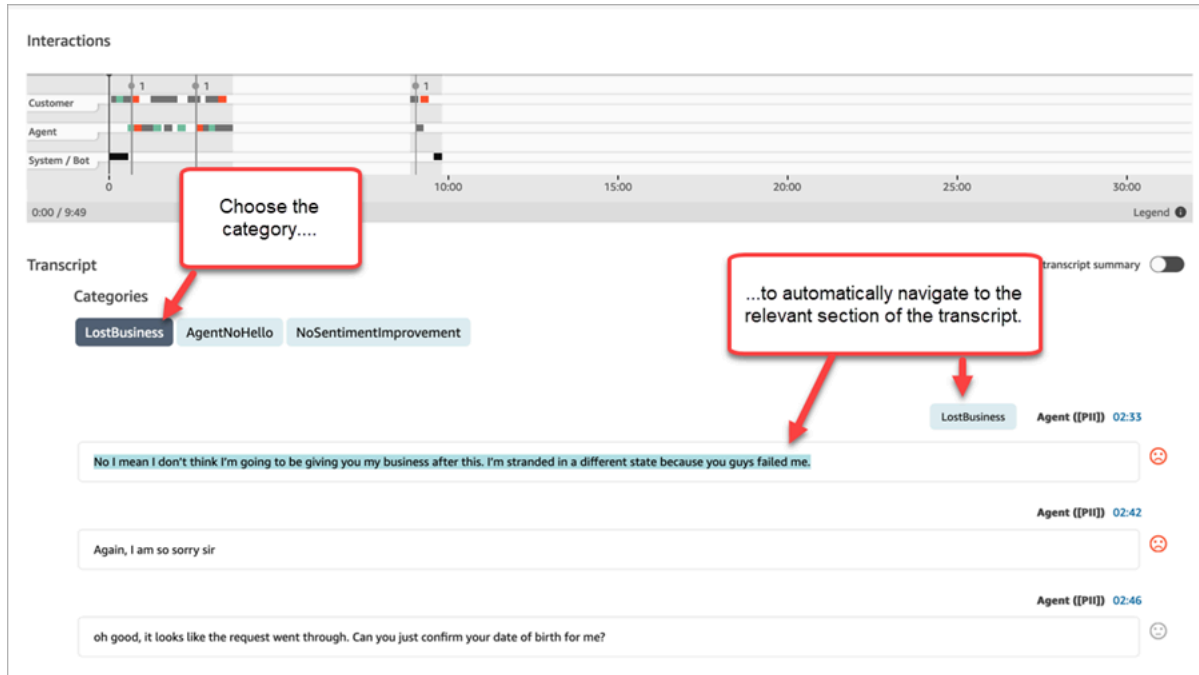 Interactions
1 1 1
Customer
Agent
System / Bot
0 10:00 15:00 20:00 25:00 30:00
0:00 / 9:49 Legend
Choose the
category....
Transcript
transcript summary
Categories
LostBusiness AgentNoHello NoSentimentImprovement
...to automatically navigate to the
relevant section of the transcript.
LostBusiness Agent ([PII]) 02:33
No I mean I don't think I'm going to be giving you my business after this. I'm stranded in a different state because you guys failed me.
Agent ([PII]) 02:42
Again, I am so sorry sir
Agent ([PII]) 02:46
oh good, it looks like the request went through. Can you just confirm your date of birth for me?